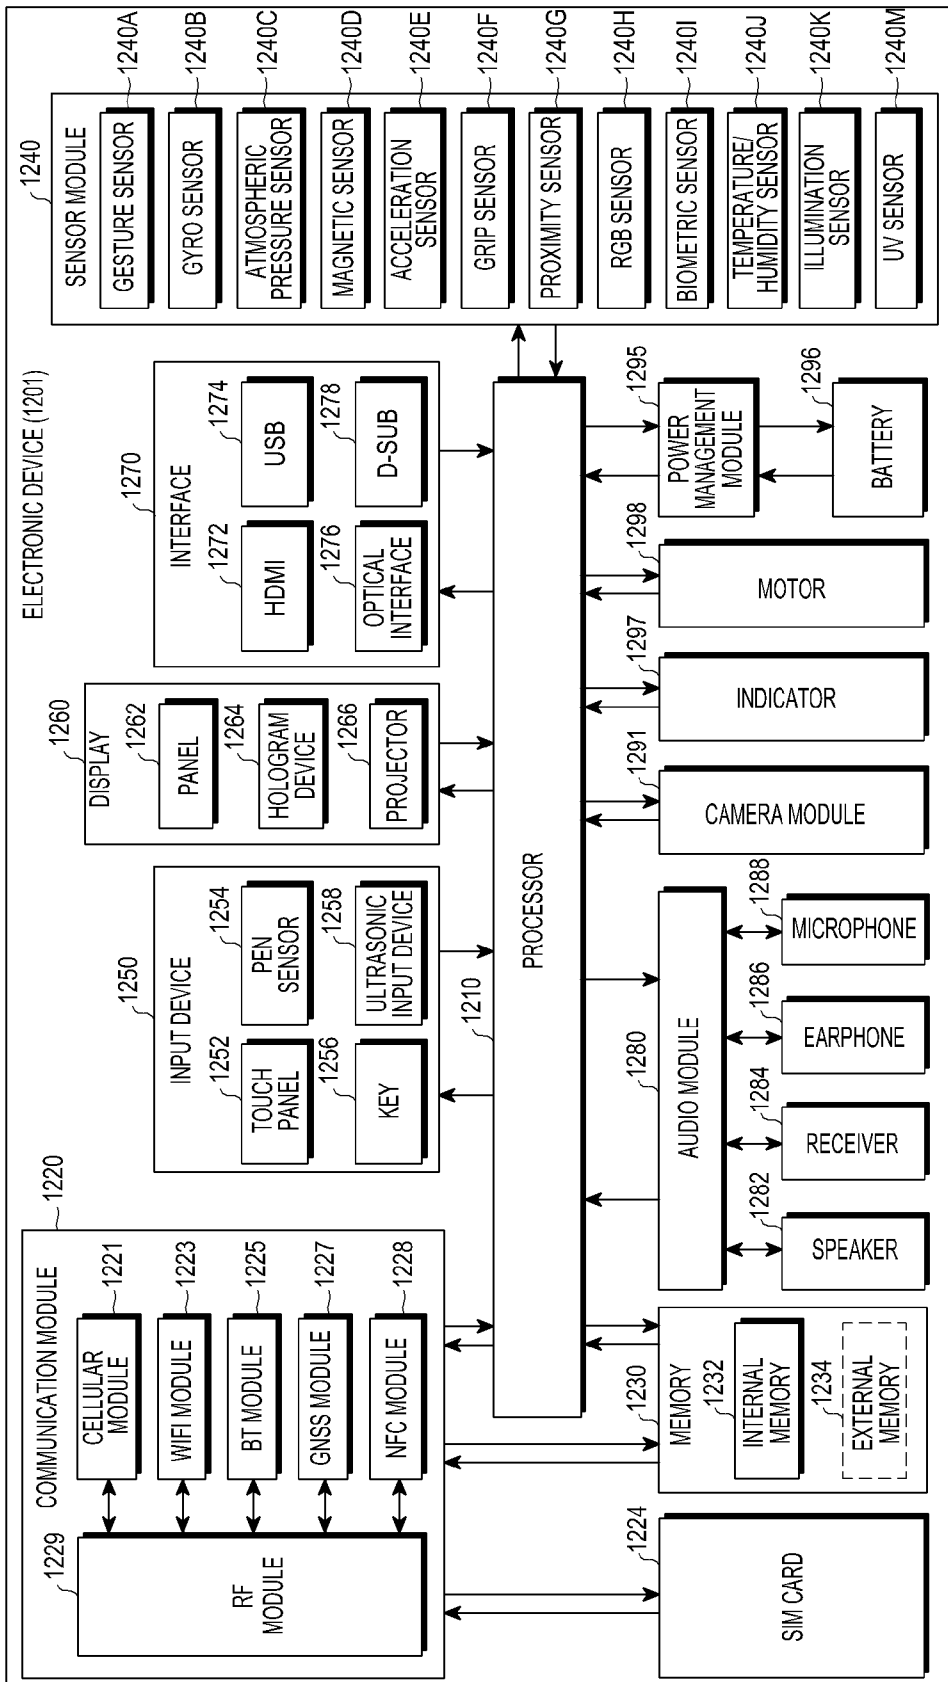 ELECTRONIC DEVICE (1201)
COMMUNICATION MODULE
1220
1229
RF
MODULE
CELLULAR
MODULE
1221
WIFI MODULE
1223
BT MODULE
1225
GNSS MODULE
1227
NFC MODULE
1228
INPUT DEVICE
1250
TOUCH
PANEL
1252
PEN
SENSOR
1254
KEY
1256
ULTRASONIC
INPUT DEVICE
1258
DISPLAY
1260
PANEL
1262
HOLOGRAM
DEVICE
1264
PROJECTOR
1266
INTERFACE
1270
HDMI
1272
USB
1274
OPTICAL
INTERFACE
1276
D-SUB
1278
SENSOR MODULE
1240
GESTURE SENSOR
1240A
GYRO SENSOR
1240B
ATMOSPHERIC
PRESSURE SENSOR
1240C
MAGNETIC SENSOR
1240D
ACCELERATION
SENSOR
1240E
GRIP SENSOR
1240F
PROXIMITY SENSOR
1240G
RGB SENSOR
1240H
BIOMETRIC SENSOR
1240I
TEMPERATURE/
HUMIDITY SENSOR
1240J
ILLUMINATION
SENSOR
1240K
UV SENSOR
1240M
PROCESSOR
1210
SIM CARD
1224
MEMORY
1230
INTERNAL
MEMORY
1232
EXTERNAL
MEMORY
1234
AUDIO MODULE
1280
SPEAKER
1282
RECEIVER
1284
EARPHONE
1286
MICROPHONE
1288
CAMERA MODULE
1291
INDICATOR
1297
MOTOR
1298
POWER
MANAGEMENT
MODULE
1295
BATTERY
1296